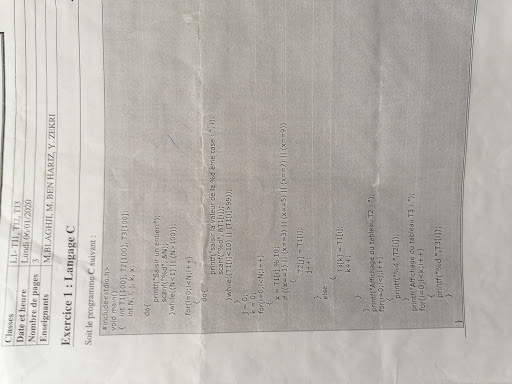 Classes L1- TI1, TI2, TI3
Date et heure Lundi 06/01/2020
Nombre de pages 3
Enseignants M.BLAGHJI, M. BEN HARIZ, Y. ZEKRI
Exercice 1 : Langage C
Soit le programme C suivant :
#include<stdio.h>
void main()
{ int T1[100], T2[100], T3[100];
int N, i, j, k, x;
do{
printf("Saisir un entier:");
scanf("%d", &N);
}while((N<1) || (N>100));
for(i=0;i<N;i++)
{
do{
printf("saisir la valeur de la %d ème case : ", i);
scanf("%d", &T1[i]);
}while((T1[i]<10) || (T1[i]>99));
}
j = 0;
k = 0;
for(i=0;i<N;i++)
{
x = T1[i] % 10;
if ((x==1) || (x==3) || (x==5) || (x==7) || (x==9))
{
T2[j] = T1[i];
j++;
}
else
{
T3[k] = T1[i];
k++;
}
}
printf("Affichage du tableau T2 : ");
for(i=0;i<j;i++)
{
printf("%d ",T2[i]);
}
printf("Affichage du tableau T3 : ");
for(i=0;i<k;i++)
{
printf("%d ",T3[i]);
}
}